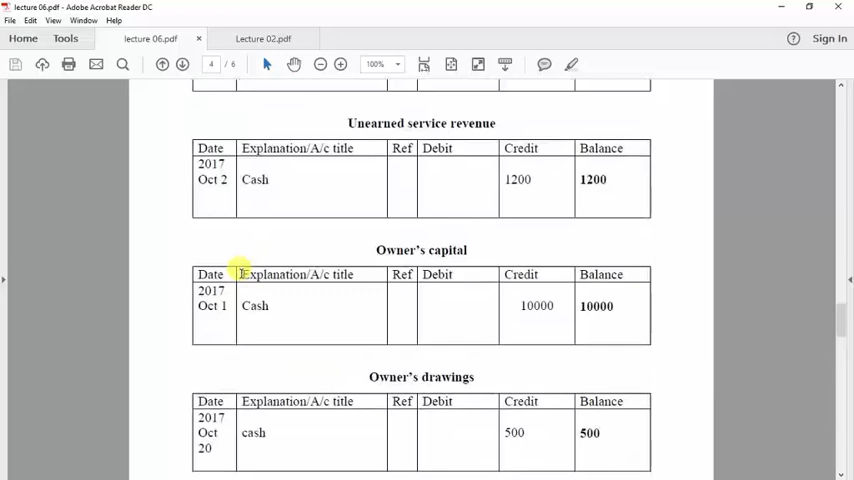 lecture 06.pdf - Adobe Acrobat Reader DC
File Edit View Window Help
Home Tools lecture 06.pdf × Lecture 02.pdf ? Sign In
4 / 6 100%
Unearned service revenue
Date Explanation/A/c title Ref Debit Credit Balance
2017
Oct 2 Cash 1200 1200
Owner's capital
Date Explanation/A/c title Ref Debit Credit Balance
2017
Oct 1 Cash 10000 10000
Owner's drawings
Date Explanation/A/c title Ref Debit Credit Balance
2017
Oct cash 500 500
20